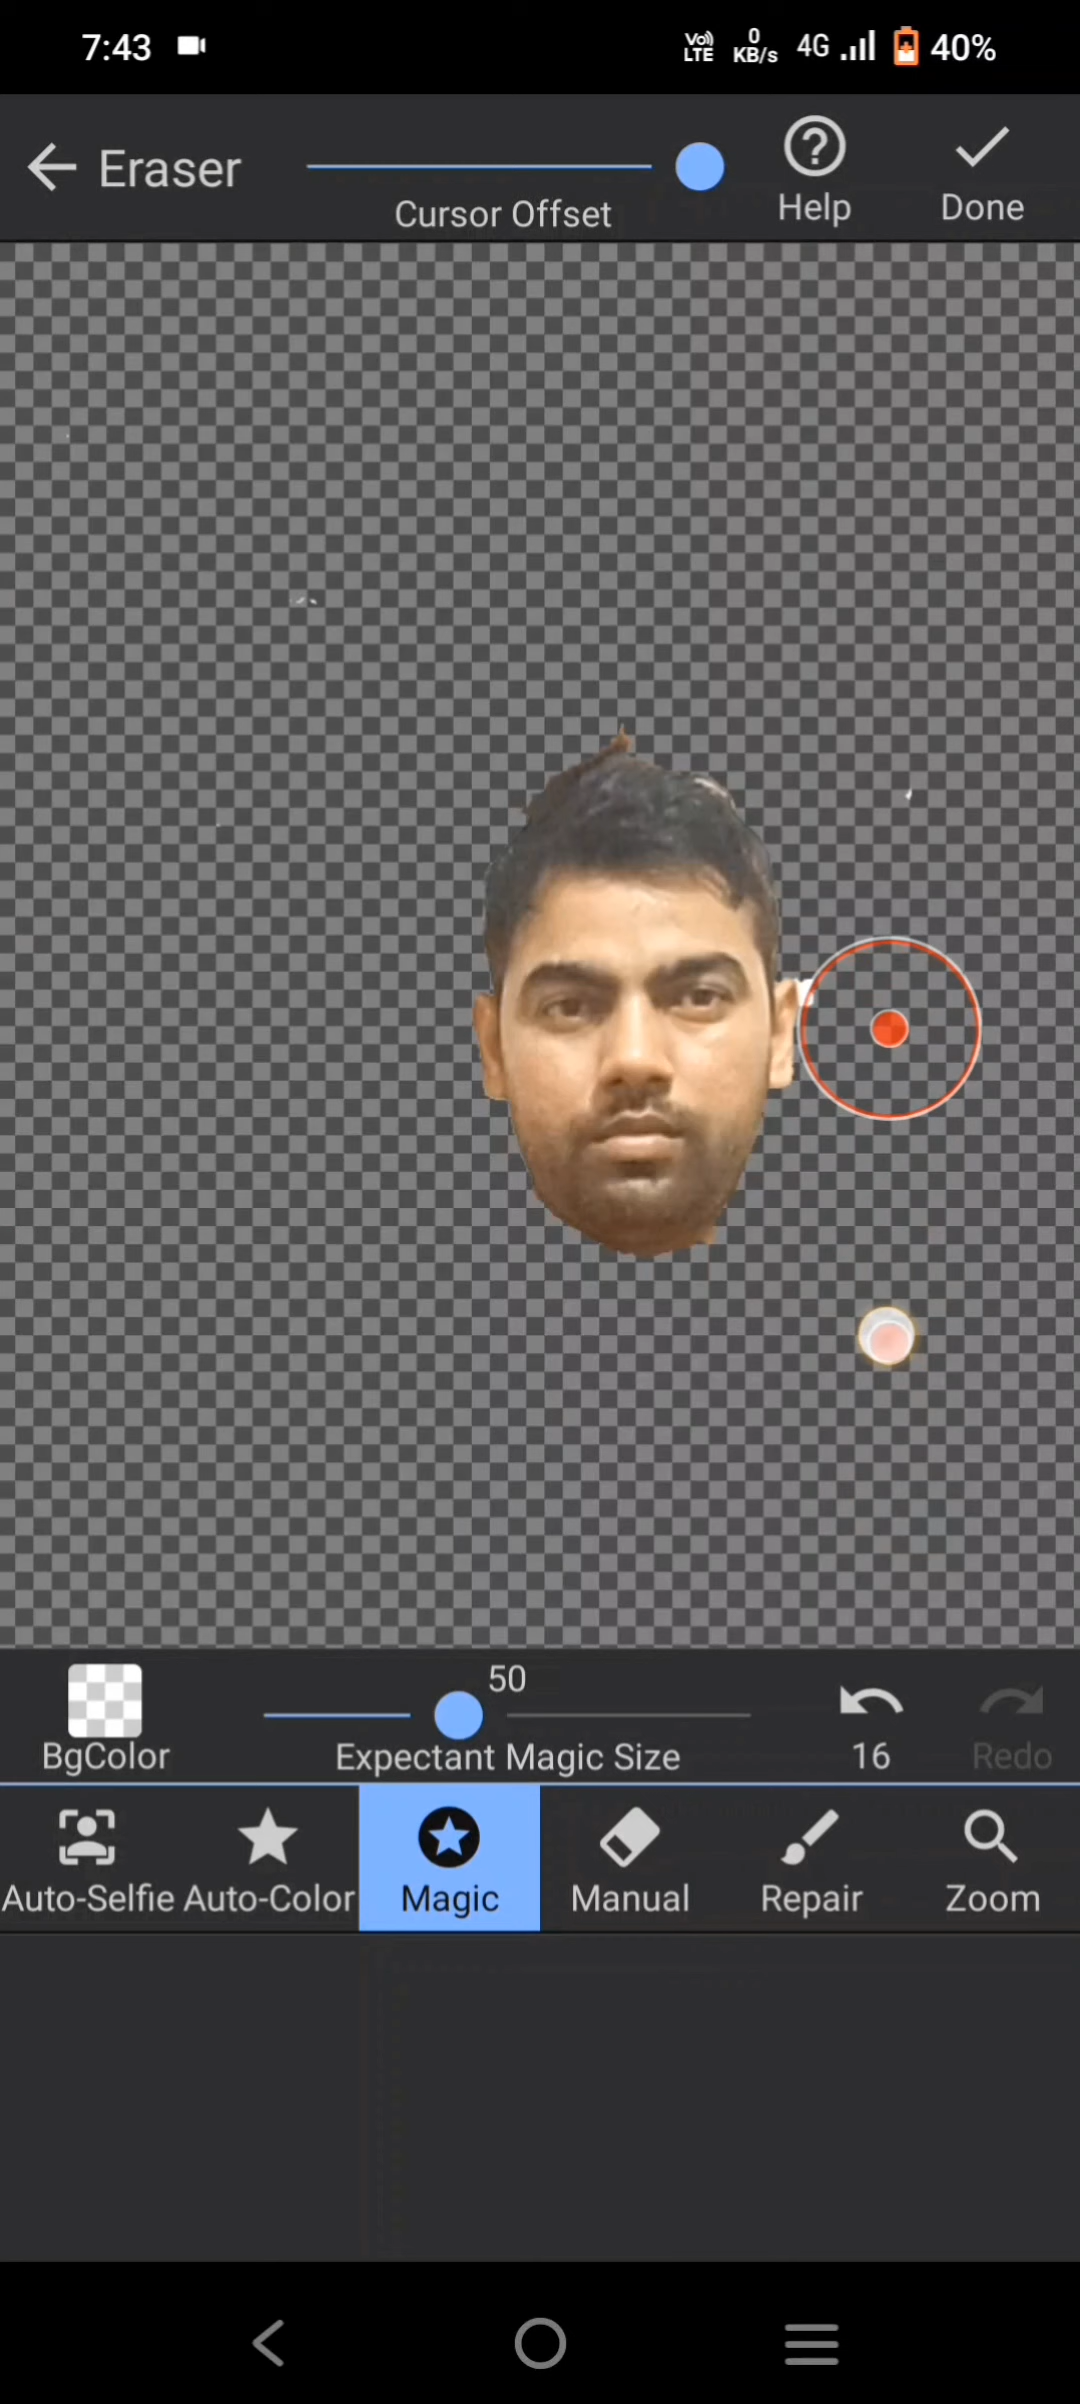 7:43
Vo))
LTE
0
KB/s
4G
40%
Eraser
Cursor Offset
Help
Done
50
BgColor
Expectant Magic Size
16
Redo
Auto-Selfie
Auto-Color
Magic
Manual
Repair
Zoom